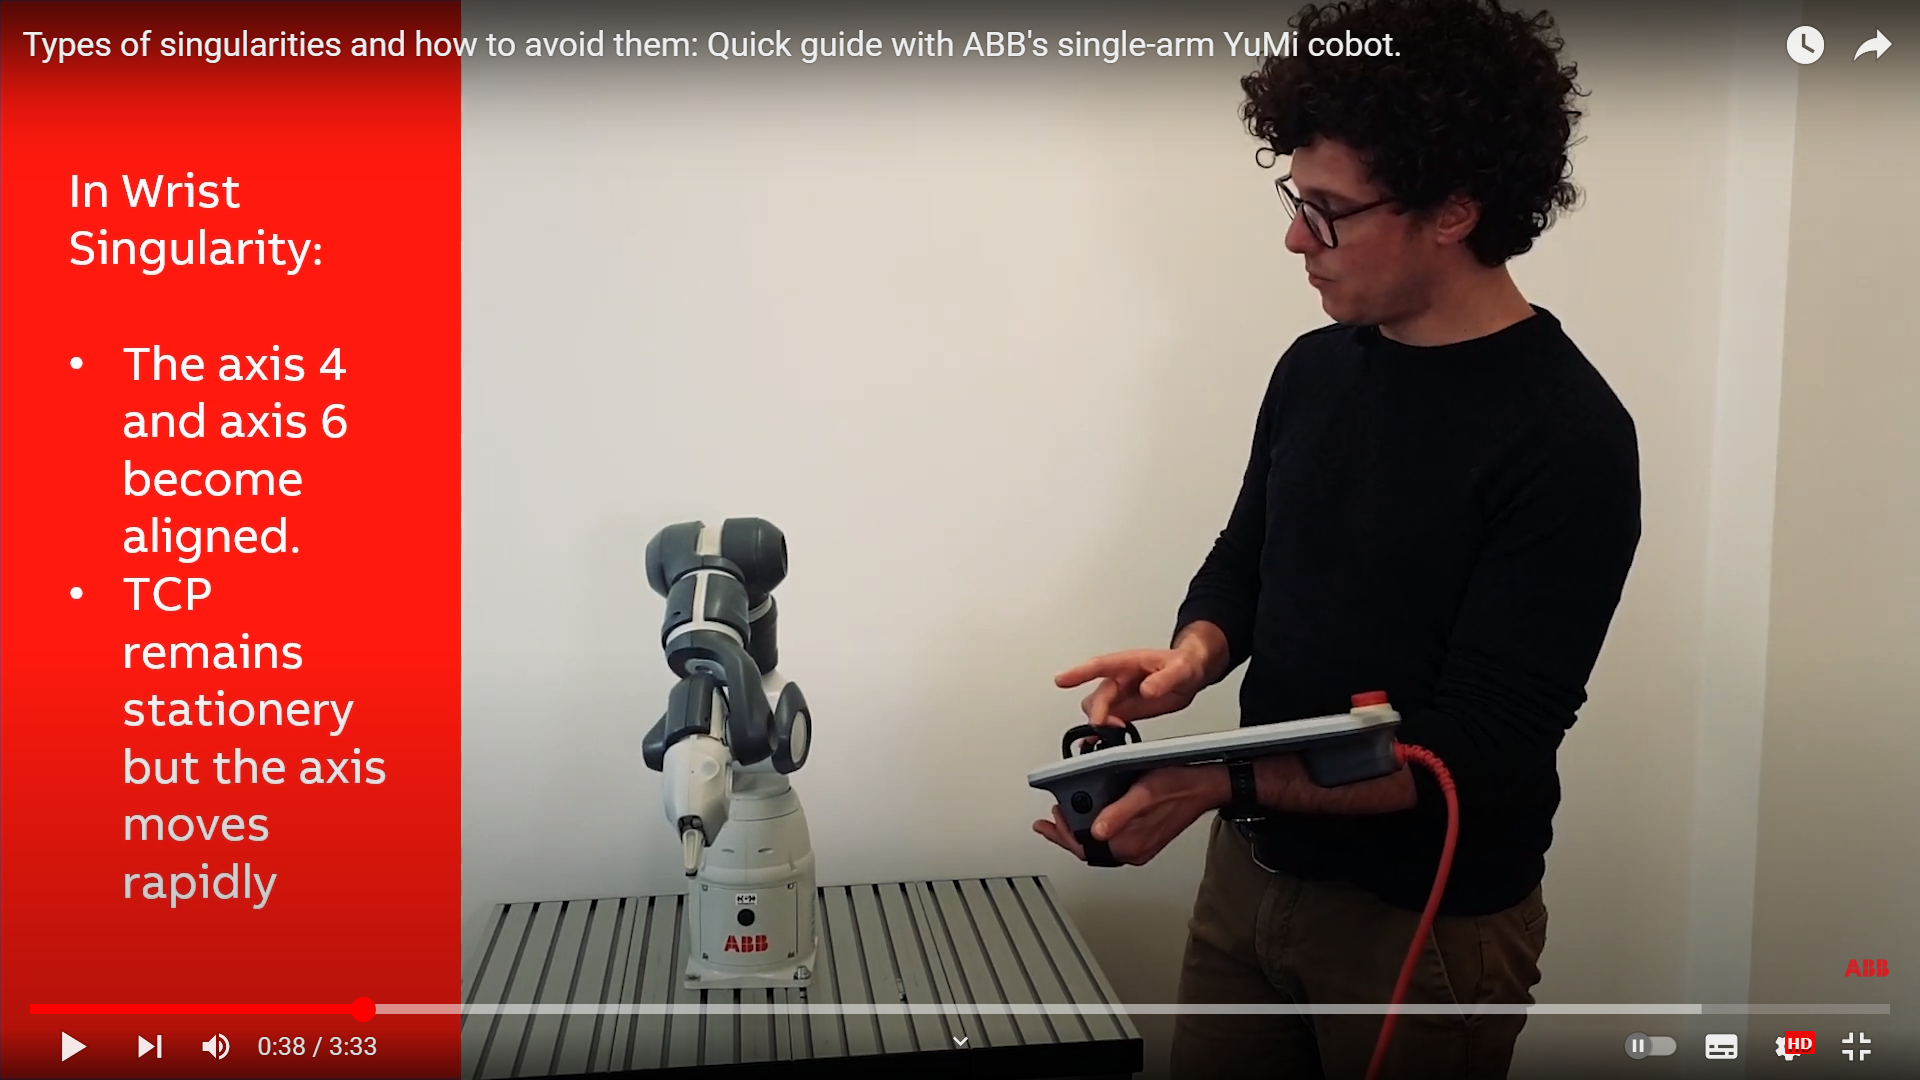 Types of singularities and how to avoid them: Quick guide with ABB's single-arm YuMi cobot.
In Wrist
Singularity:
• The axis 4
and axis 6
become
aligned.
• TCP
remains
stationery
but the axis
moves
rapidly
ABB
ABB
0:38 / 3:33
HD